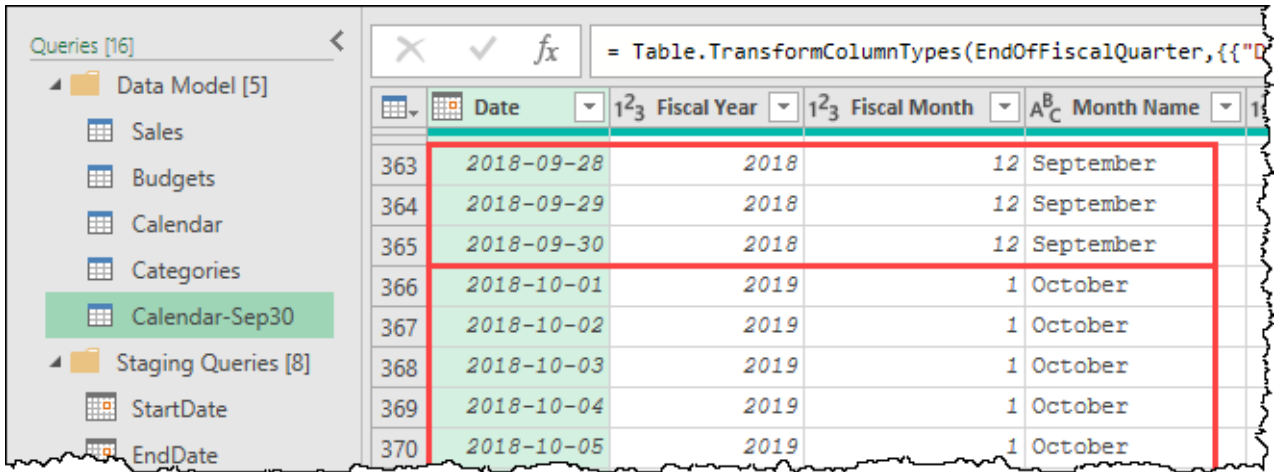 Queries [16]
Data Model [5]
Sales
Budgets
Calendar
Categories
Calendar-Sep30
Staging Queries [8]
StartDate
EndDate
fx = Table.TransformColumnTypes(EndOfFiscalQuarter,{{"D
Date 1²3 Fiscal Year 1²3 Fiscal Month ABC Month Name
363 2018-09-28 2018 12 September
364 2018-09-29 2018 12 September
365 2018-09-30 2018 12 September
366 2018-10-01 2019 1 October
367 2018-10-02 2019 1 October
368 2018-10-03 2019 1 October
369 2018-10-04 2019 1 October
370 2018-10-05 2019 1 October